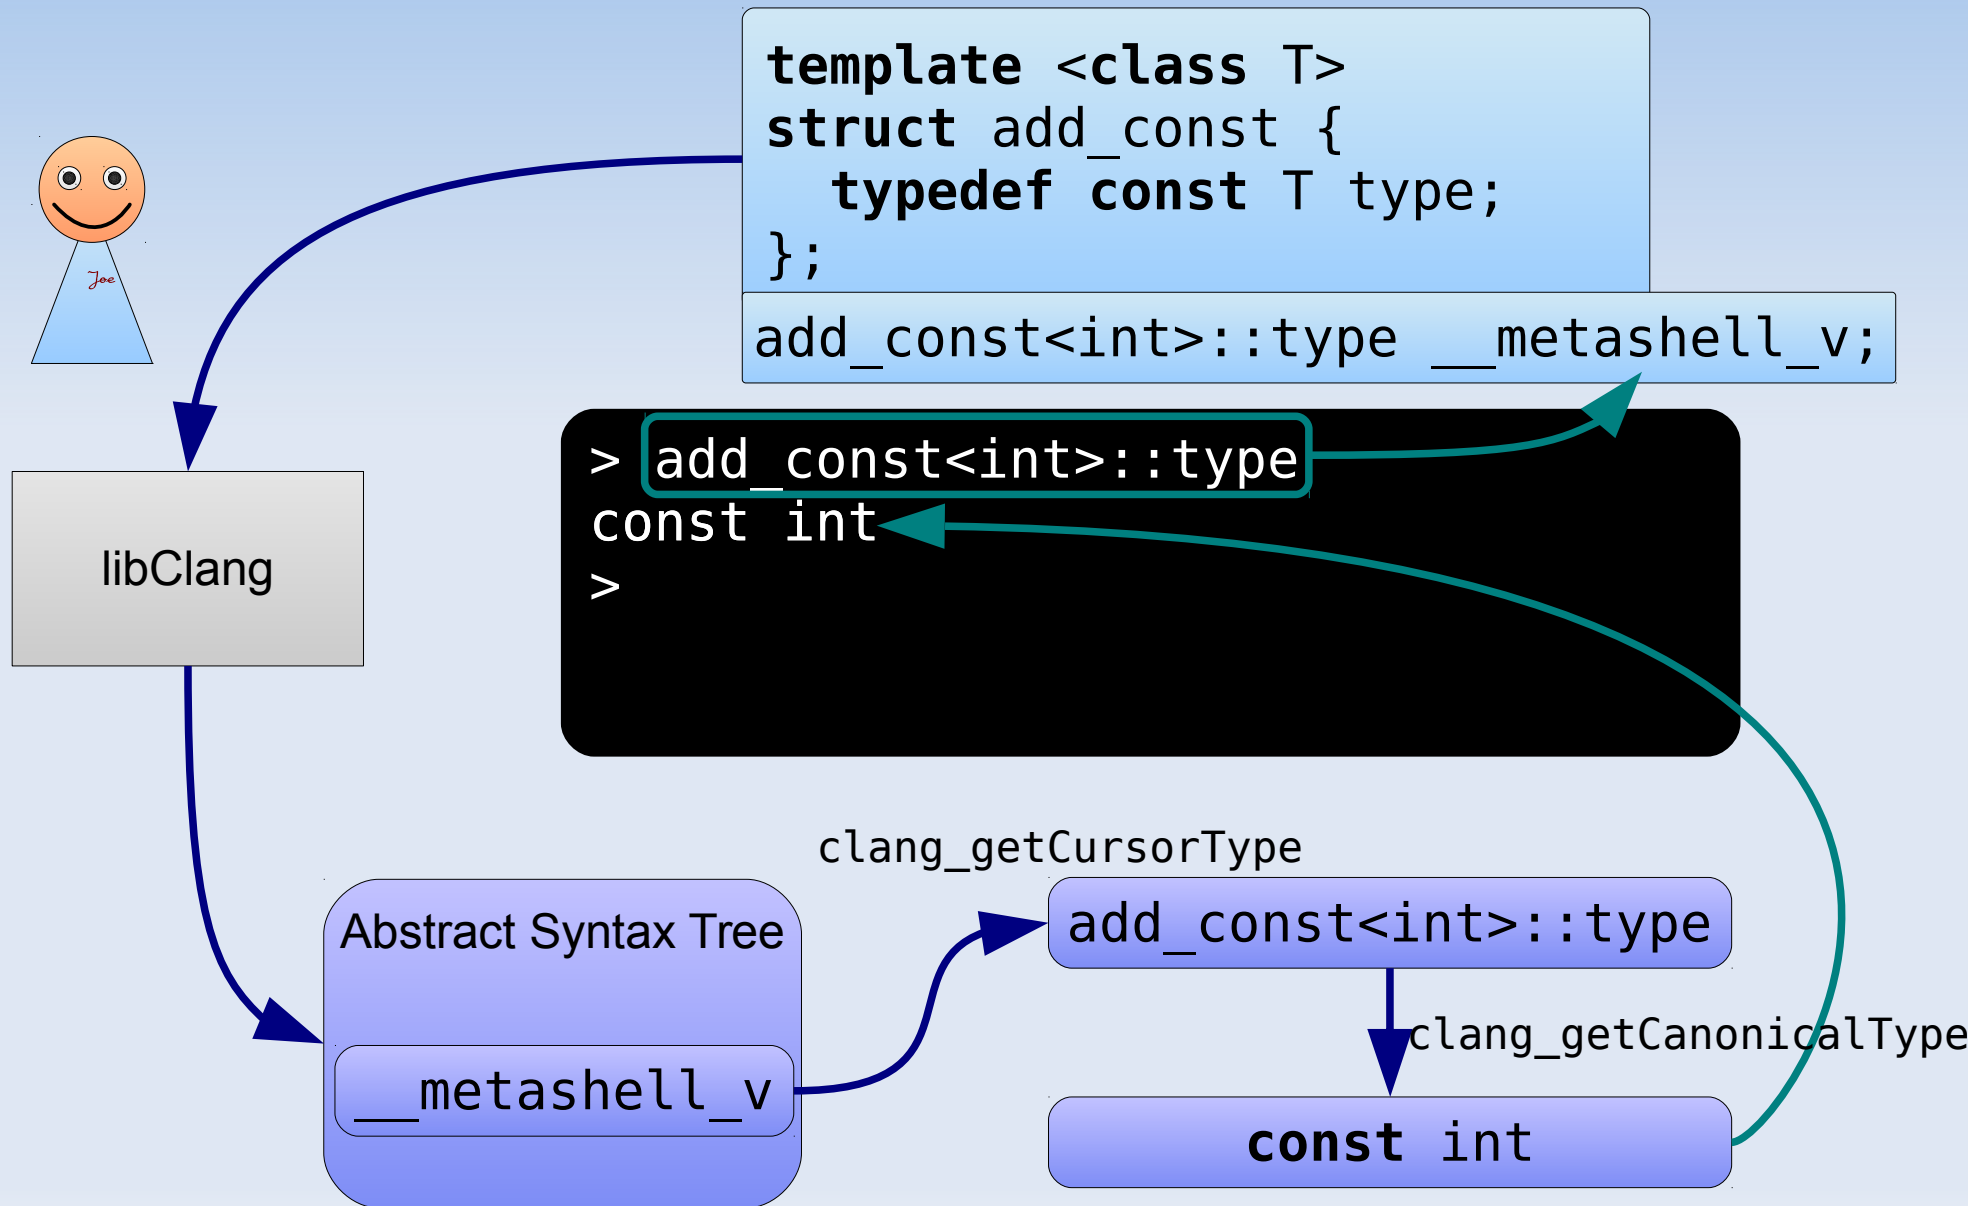 template <class T>
struct add_const {
  typedef const T type;
};
add_const<int>::type __metashell_v;
Joe
> add_const<int>::type
const int
>
libClang
clang_getCursorType
Abstract Syntax Tree
add_const<int>::type
clang_getCanonicalType
__metashell_v
const int